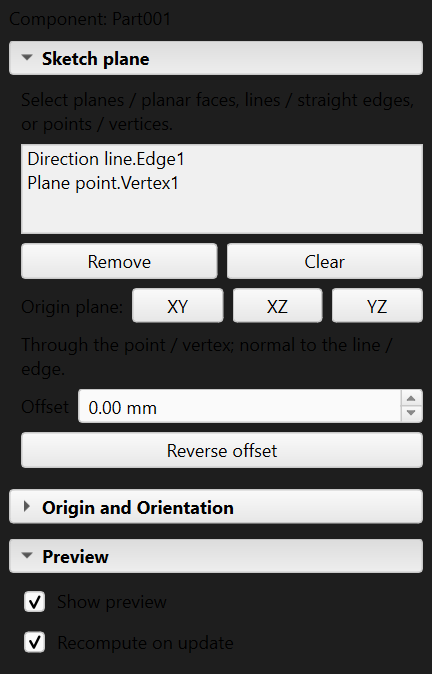 Component: Part001
Sketch plane
Select planes / planar faces, lines / straight edges,
or points / vertices.
Direction line.Edge1
Plane point.Vertex1
Remove Clear
Origin plane: XY XZ YZ
Through the point / vertex; normal to the line /
edge.
Offset 0.00 mm
Reverse offset
Origin and Orientation
Preview
Show preview
Recompute on update